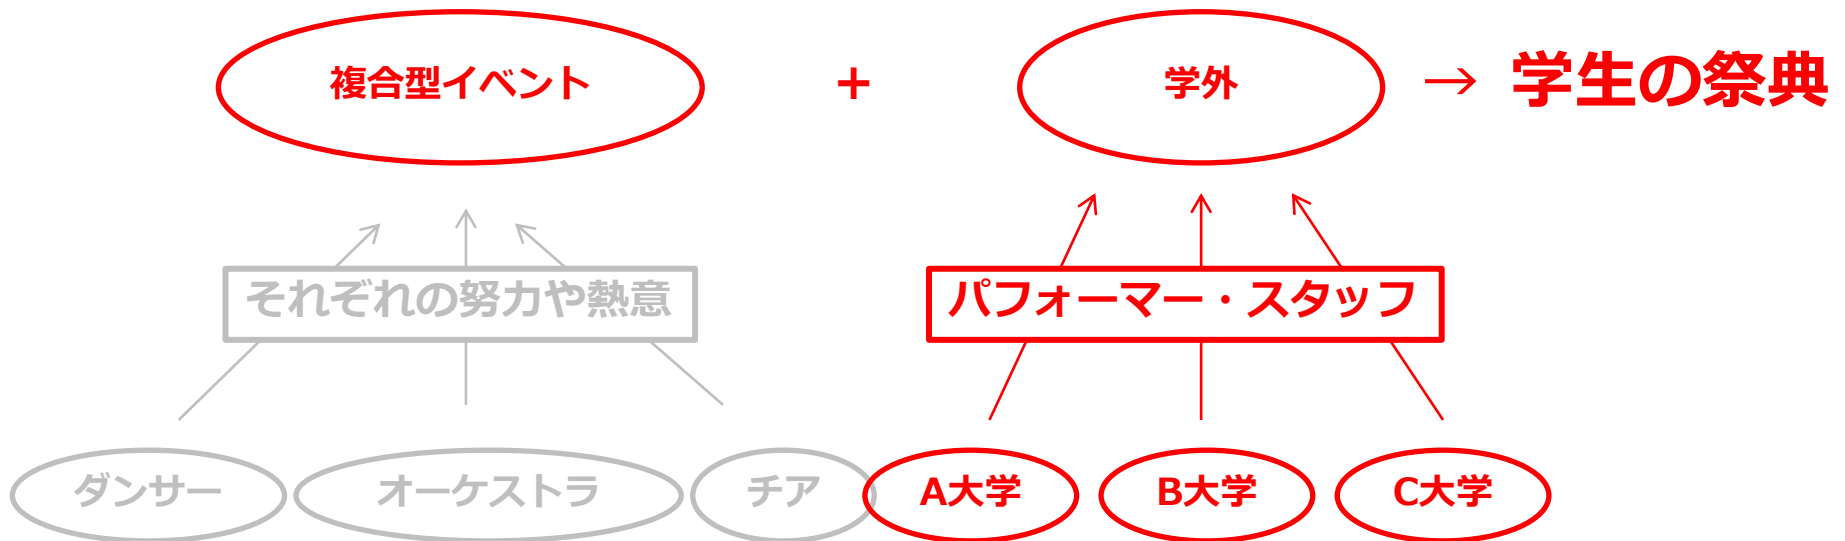 複合型イベント + 学外 → 学生の祭典
それぞれの努力や熱意 パフォーマー・スタッフ
ダンサー オーケストラ チア A大学 B大学 C大学